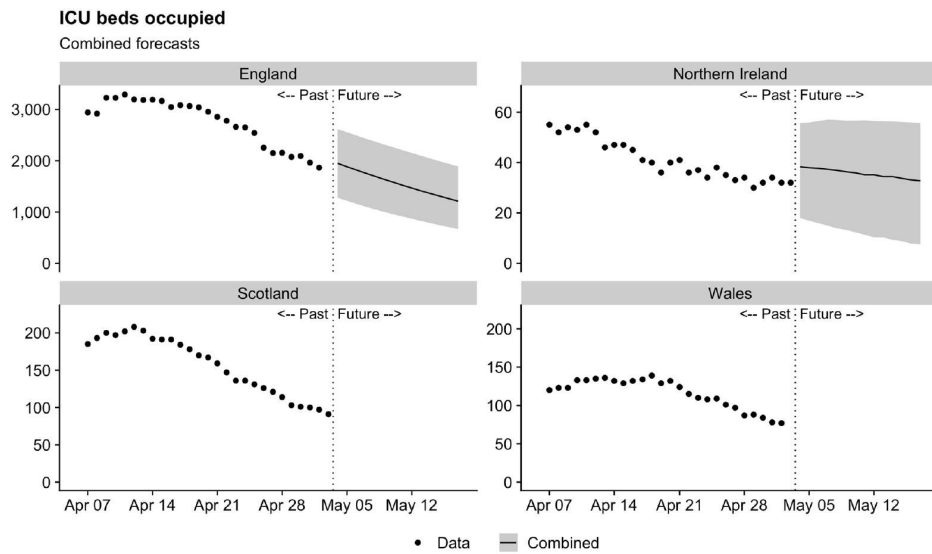 ICU beds occupied
Combined forecasts
England
Northern Ireland
<-- Past Future -->
<-- Past Future -->
3,000
2,000
1,000
0
60
40
20
0
Scotland
Wales
<-- Past Future -->
<-- Past Future -->
200
150
100
50
0
200
150
100
50
0
Apr 07 Apr 14 Apr 21 Apr 28 May 05 May 12
Apr 07 Apr 14 Apr 21 Apr 28 May 05 May 12
Data Combined